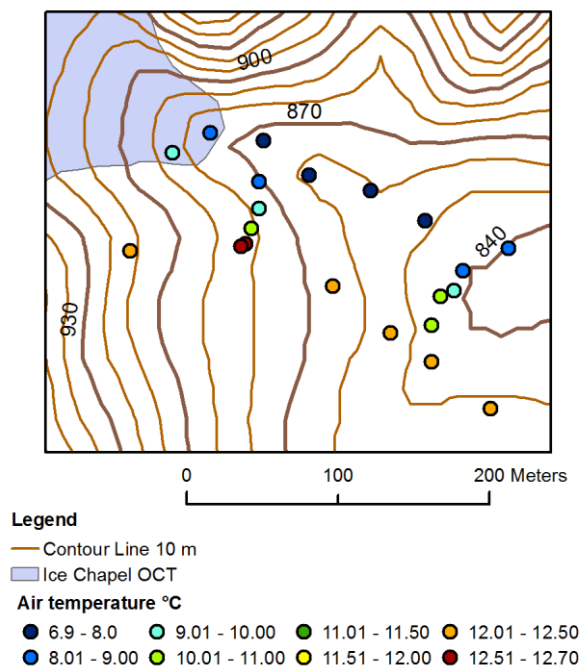 900
870
840
930
0 100 200 Meters
Legend
Contour Line 10 m
Ice Chapel OCT
Air temperature °C
6.9 - 8.0 9.01 - 10.00 11.01 - 11.50 12.01 - 12.50
8.01 - 9.00 10.01 - 11.00 11.51 - 12.00 12.51 - 12.70